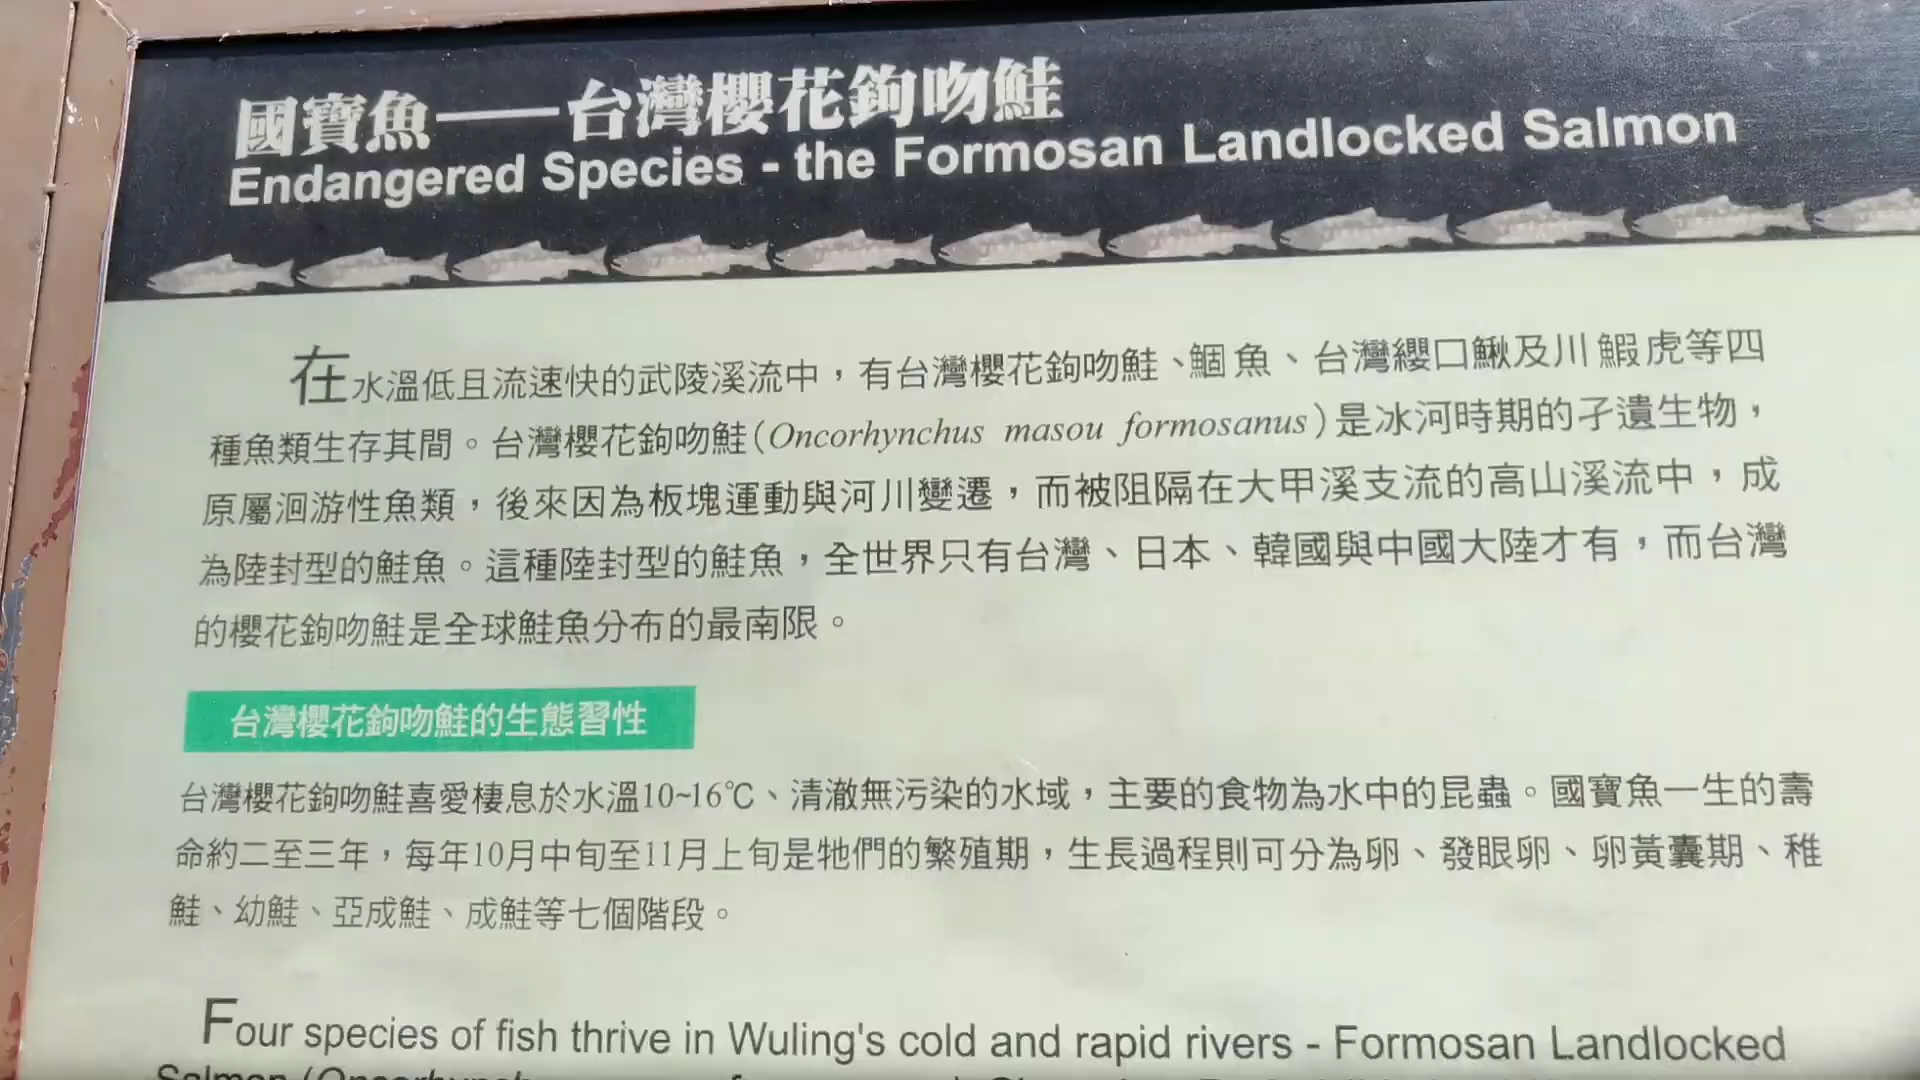 國寶魚——台灣櫻花鉤吻鮭
Endangered Species - the Formosan Landlocked Salmon
在水溫低且流速快的武陵溪流中，有台灣櫻花鉤吻鮭、鯝魚、台灣纓口鰍及川鰕虎等四
種魚類生存其間。台灣櫻花鉤吻鮭(Oncorhynchus masou formosanus)是冰河時期的孑遺生物，
原屬洄游性魚類，後來因為板塊運動與河川變遷，而被阻隔在大甲溪支流的高山溪流中，成
為陸封型的鮭魚。這種陸封型的鮭魚，全世界只有台灣、日本、韓國與中國大陸才有，而台灣
的櫻花鉤吻鮭是全球鮭魚分布的最南限。
台灣櫻花鉤吻鮭的生態習性
台灣櫻花鉤吻鮭喜愛棲息於水溫10~16℃、清澈無污染的水域，主要的食物為水中的昆蟲。國寶魚一生的壽
命約二至三年，每年10月中旬至11月上旬是牠們的繁殖期，生長過程則可分為卵、發眼卵、卵黃囊期、稚
鮭、幼鮭、亞成鮭、成鮭等七個階段。
Four species of fish thrive in Wuling's cold and rapid rivers - Formosan Landlocked